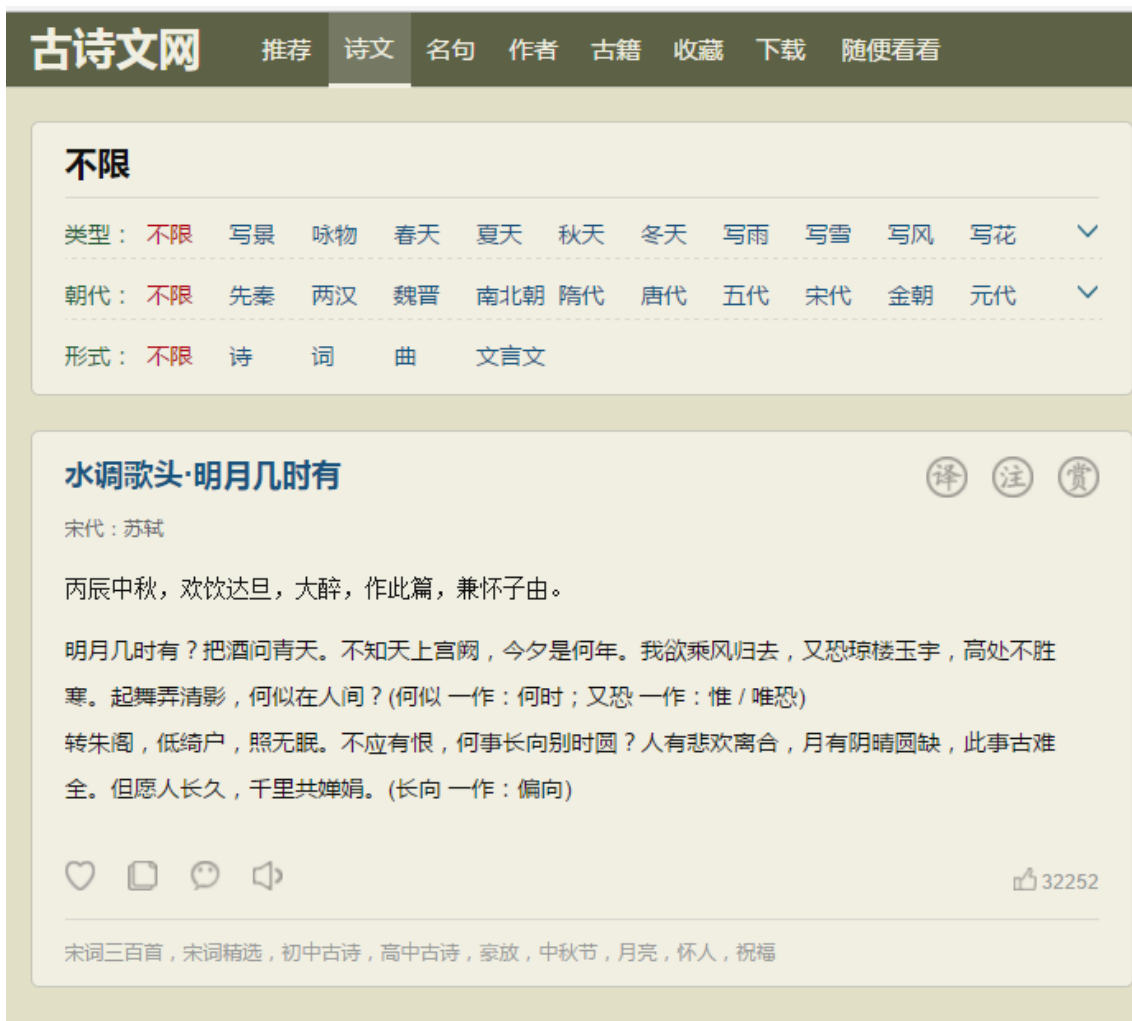 古诗文网 推荐 诗文 名句 作者 古籍 收藏 下载 随便看看
不限
类型： 不限 写景 咏物 春天 夏天 秋天 冬天 写雨 写雪 写风 写花
朝代： 不限 先秦 两汉 魏晋 南北朝 隋代 唐代 五代 宋代 金朝 元代
形式： 不限 诗 词 曲 文言文
水调歌头·明月几时有 译 注 赏
宋代：苏轼
丙辰中秋，欢饮达旦，大醉，作此篇，兼怀子由。
明月几时有？把酒问青天。不知天上宫阙，今夕是何年。我欲乘风归去，又恐琼楼玉宇，高处不胜
寒。起舞弄清影，何似在人间？(何似 一作：何时；又恐 一作：惟 / 唯恐)
转朱阁，低绮户，照无眠。不应有恨，何事长向别时圆？人有悲欢离合，月有阴晴圆缺，此事古难
全。但愿人长久，千里共婵娟。(长向 一作：偏向)
32252
宋词三百首，宋词精选，初中古诗，高中古诗，豪放，中秋节，月亮，怀人，祝福